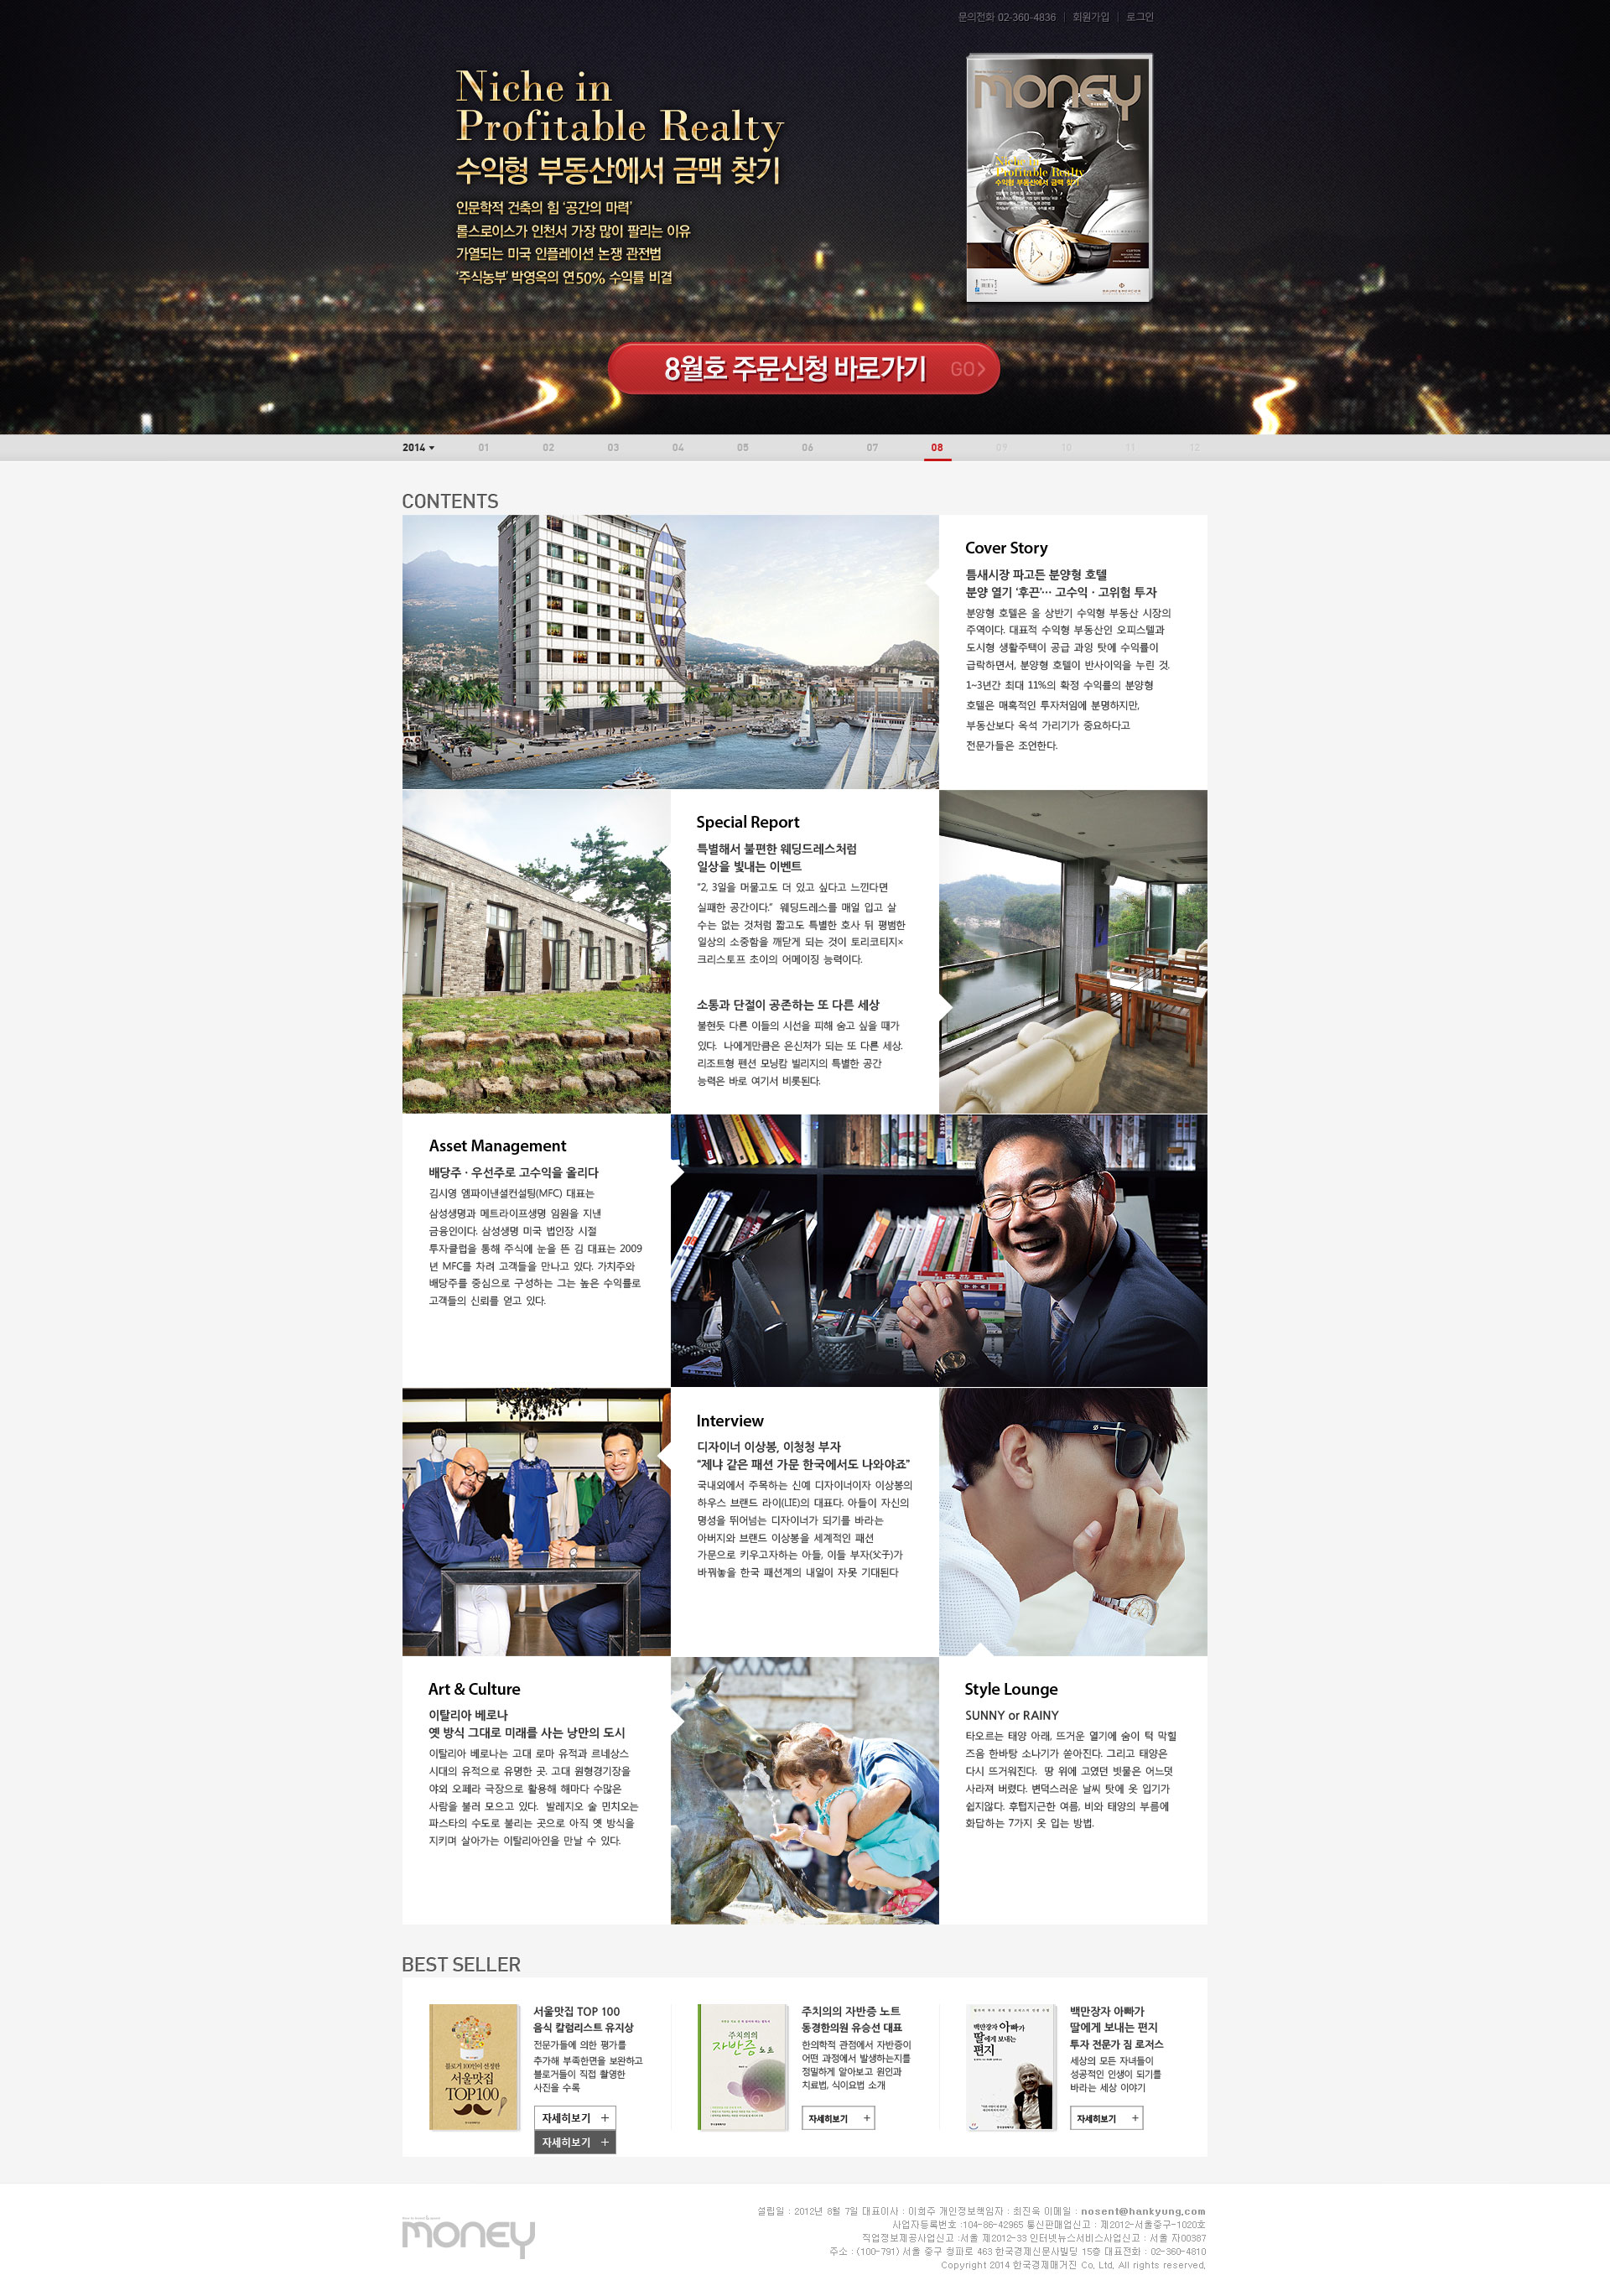 문의전화 02-360-4836 | 회원가입 | 로그인
Niche in
Profitable Realty
수익형 부동산에서 금맥 찾기
인문학적 건축의 힘 ‘공간의 마력’
롤스로이스가 인천서 가장 많이 팔리는 이유
가열되는 미국 인플레이션 논쟁 관전법
‘주식농부’ 박영옥의 연50% 수익률 비결
money
Niche in
Profitable Realty
수익형 부동산에서 금맥 찾기
8월호 주문신청 바로가기 GO
2014 01 02 03 04 05 06 07 08 09 10 11 12
CONTENTS
Cover Story
틈새시장 파고든 분양형 호텔
분양 열기 ‘후끈’… 고수익 · 고위험 투자
분양형 호텔은 올 상반기 수익형 부동산 시장의
주역이다. 대표적 수익형 부동산인 오피스텔과
도시형 생활주택이 공급 과잉 탓에 수익률이
급락하면서, 분양형 호텔이 반사이익을 누린 것.
1~3년간 최대 11%의 확정 수익률의 분양형
호텔은 매혹적인 투자처임에 분명하지만,
부동산보다 옥석 가리기가 중요하다고
전문가들은 조언한다.
Special Report
특별해서 불편한 웨딩드레스처럼
일상을 빛내는 이벤트
“2, 3일을 머물고도 더 있고 싶다고 느낀다면
실패한 공간이다.” 웨딩드레스를 매일 입고 살
수는 없는 것처럼 짧고도 특별한 호사 뒤 평범한
일상의 소중함을 깨닫게 되는 것이 토리코티지×
크리스토프 초이의 어메이징 능력이다.
소통과 단절이 공존하는 또 다른 세상
불현듯 다른 이들의 시선을 피해 숨고 싶을 때가
있다. 나에게만큼은 은신처가 되는 또 다른 세상.
리조트형 펜션 모닝캄 빌리지의 특별한 공간
능력은 바로 여기서 비롯된다.
Asset Management
배당주 · 우선주로 고수익을 올리다
김시영 엠파이낸셜컨설팅(MFC) 대표는
삼성생명과 메트라이프생명 임원을 지낸
금융인이다. 삼성생명 미국 법인장 시절
투자클럽을 통해 주식에 눈을 뜬 김 대표는 2009
년 MFC를 차려 고객들을 만나고 있다. 가치주와
배당주를 중심으로 구성하는 그는 높은 수익률로
고객들의 신뢰를 얻고 있다.
Interview
디자이너 이상봉, 이청청 부자
“제냐 같은 패션 가문 한국에서도 나와야죠”
국내외에서 주목하는 신예 디자이너이자 이상봉의
하우스 브랜드 라이(LIE)의 대표다. 아들이 자신의
명성을 뛰어넘는 디자이너가 되기를 바라는
아버지와 브랜드 이상봉을 세계적인 패션
가문으로 키우고자하는 아들, 이들 부자(父子)가
바꿔놓을 한국 패션계의 내일이 자못 기대된다
Art & Culture
이탈리아 베로나
옛 방식 그대로 미래를 사는 낭만의 도시
이탈리아 베로나는 고대 로마 유적과 르네상스
시대의 유적으로 유명한 곳. 고대 원형경기장을
야외 오페라 극장으로 활용해 해마다 수많은
사람을 불러 모으고 있다. 발레지오 술 민치오는
파스타의 수도로 불리는 곳으로 아직 옛 방식을
지키며 살아가는 이탈리아인을 만날 수 있다.
Style Lounge
SUNNY or RAINY
타오르는 태양 아래, 뜨거운 열기에 숨이 턱 막힐
즈음 한바탕 소나기가 쏟아진다. 그리고 태양은
다시 뜨거워진다. 땅 위에 고였던 빗물은 어느덧
사라져 버렸다. 변덕스러운 날씨 탓에 옷 입기가
쉽지않다. 후텁지근한 여름, 비와 태양의 부름에
화답하는 7가지 옷 입는 방법.
BEST SELLER
블로거 100인이 선정한
서울맛집
TOP100
서울맛집 TOP 100
음식 칼럼리스트 유지상
전문가들에 의한 평가를
추가해 부족한면을 보완하고
블로거들이 직접 촬영한
사진을 수록
자세히보기 +
자세히보기 +
주치의의
자반증 노트
주치의의 자반증 노트
동경한의원 유승선 대표
한의학적 관점에서 자반증이
어떤 과정에서 발생하는지를
정밀하게 알아보고 원인과
치료법, 식이요법 소개
자세히보기 +
백만장자 아빠가
딸에게 보내는
편지
백만장자 아빠가
딸에게 보내는 편지
투자 전문가 짐 로저스
세상의 모든 자녀들이
성공적인 인생이 되기를
바라는 세상 이야기
자세히보기 +
money
설립일 : 2012년 8월 7일 대표이사 : 이희주 개인정보책임자 : 최진욱 이메일 : nosent@hankyung.com
사업자등록번호 :104-86-42965 통신판매업신고 : 제2012-서울중구-1020호
직업정보제공사업신고 :서울 제2012-33 인터넷뉴스서비스사업신고 : 서울 자00387
주소 : (100-791) 서울 중구 청파로 463 한국경제신문사빌딩 15층 대표전화 : 02-360-4810
Copyright 2014 한국경제매거진 Co, Ltd, All rights reserved,